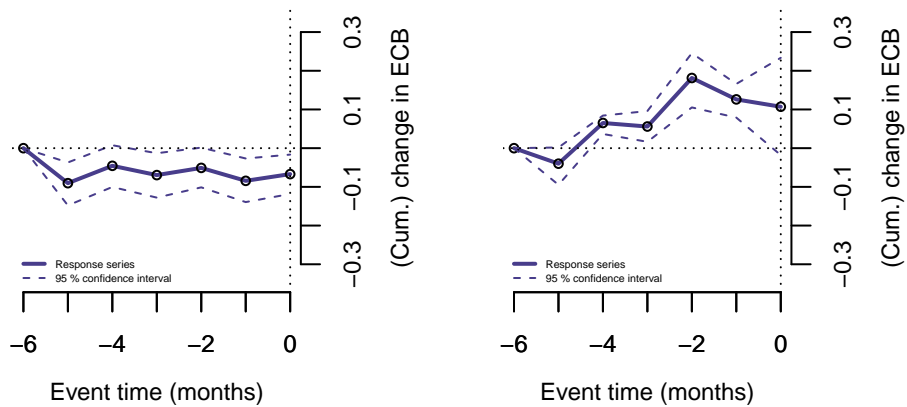 0.3
0.1
−0.1
−0.3
(Cum.) change in ECB
Response series
95 % confidence interval
−6 −4 −2 0
Event time (months)
0.3
0.1
−0.1
−0.3
(Cum.) change in ECB
Response series
95 % confidence interval
−6 −4 −2 0
Event time (months)